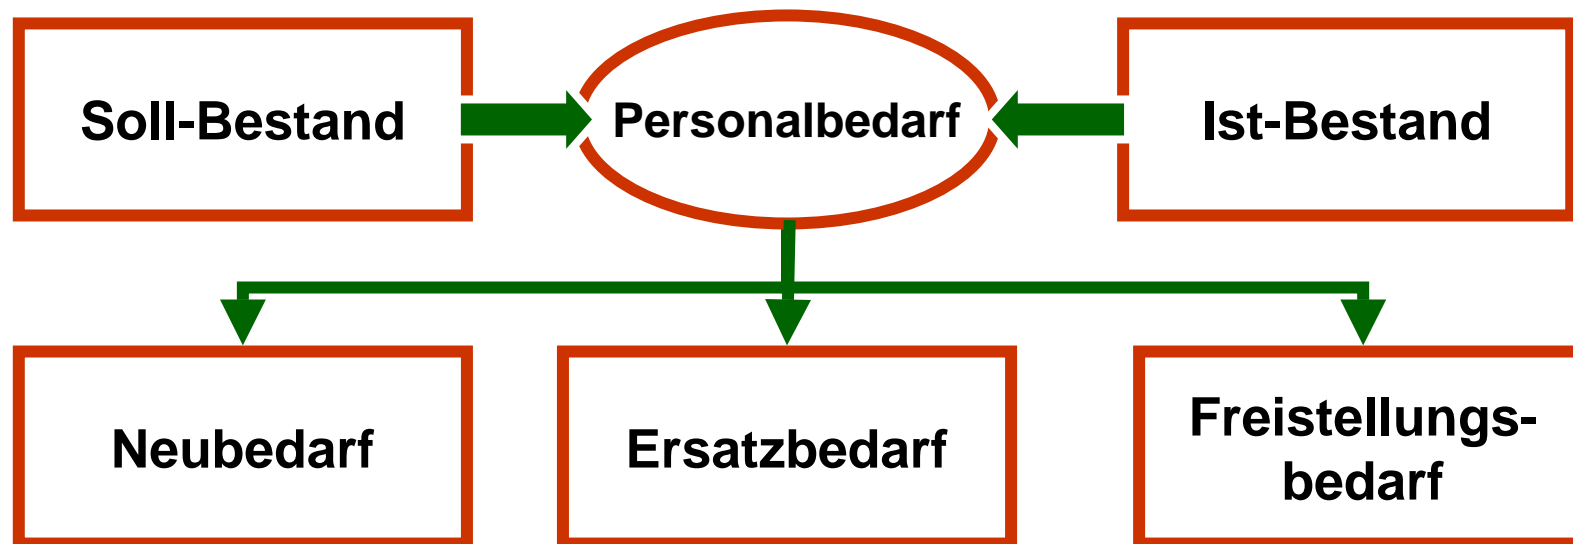 Soll-Bestand
Personalbedarf
Ist-Bestand
Neubedarf
Ersatzbedarf
Freistellungs-
bedarf